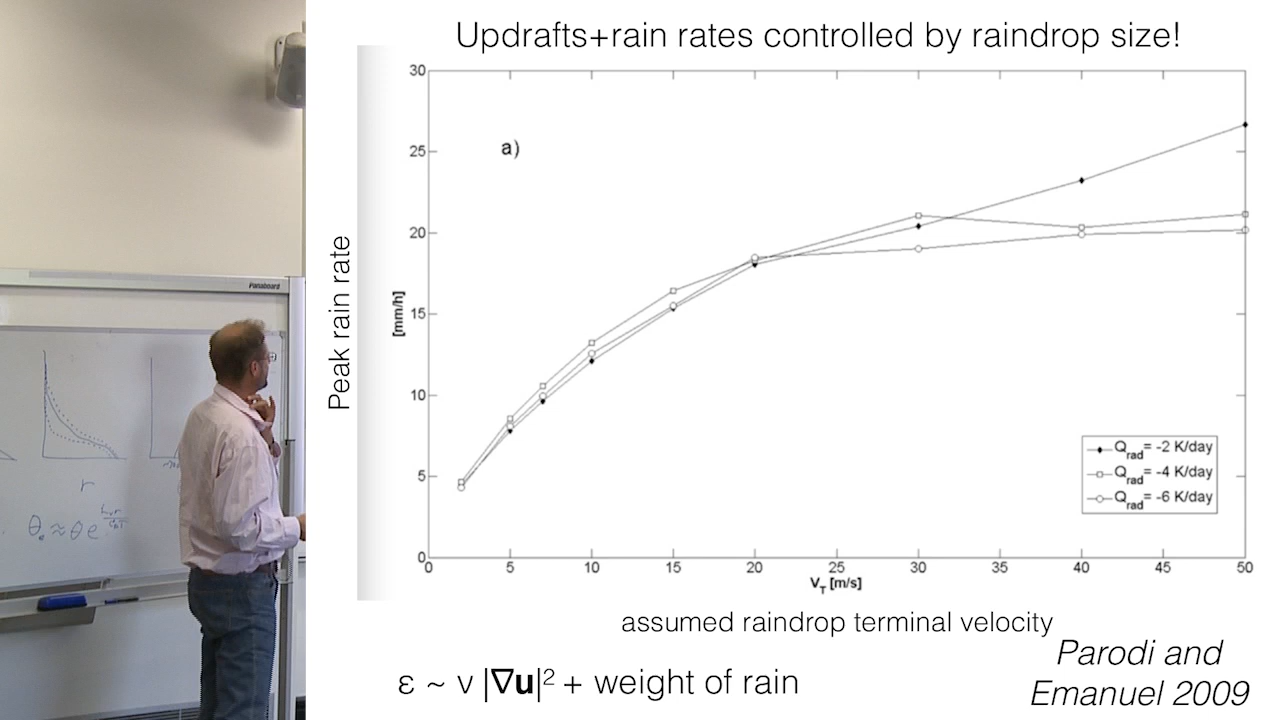 Updrafts+rain rates controlled by raindrop size!
a)
30
25
20
15
10
5
0
[mm/h]
Peak rain rate
Q_rad = -2 K/day
Q_rad = -4 K/day
Q_rad = -6 K/day
0 5 10 15 20 25 30 35 40 45 50
V_T [m/s]
assumed raindrop terminal velocity
ε ~ ν |∇u|² + weight of rain
Parodi and
Emanuel 2009
Panaboard
r